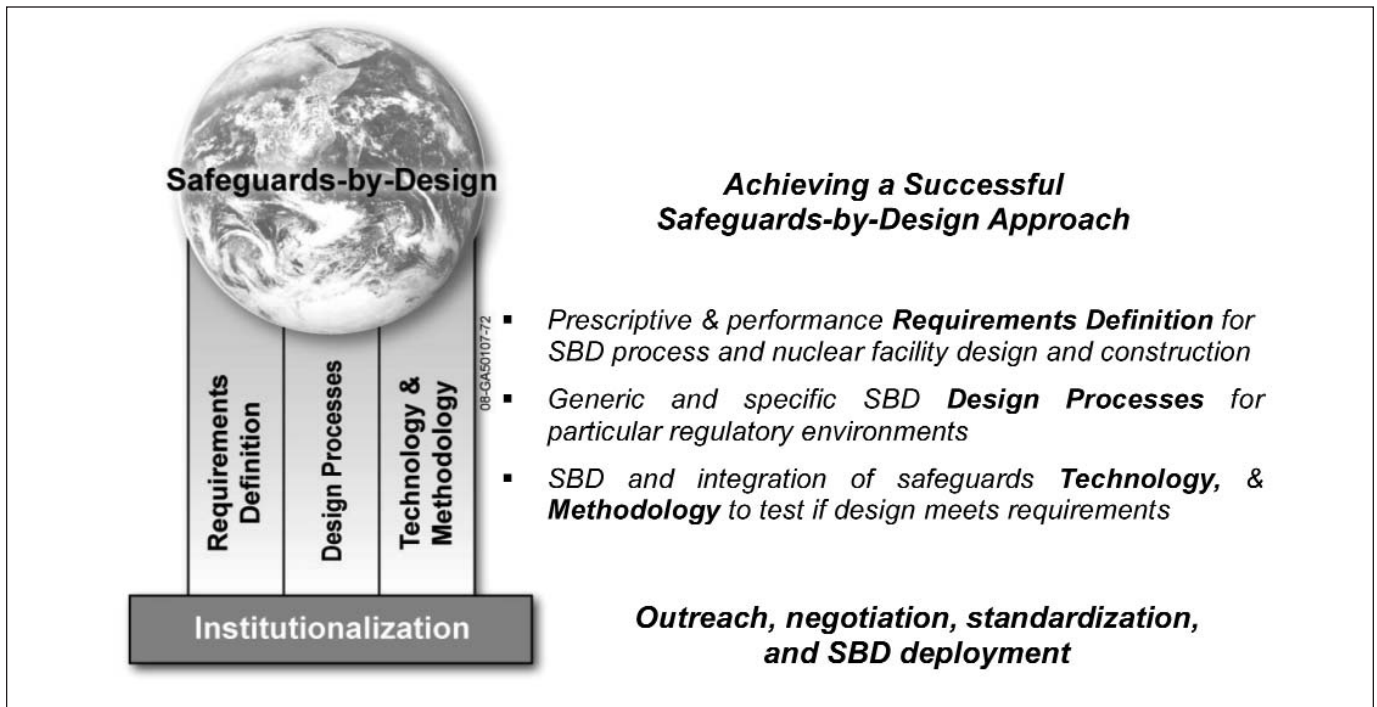 Safeguards-by-Design
Requirements
Definition
Design Processes
Technology &
Methodology
08-GA50107-72
Institutionalization
Achieving a Successful
Safeguards-by-Design Approach
▪ Prescriptive & performance Requirements Definition for
SBD process and nuclear facility design and construction
▪ Generic and specific SBD Design Processes for
particular regulatory environments
▪ SBD and integration of safeguards Technology, &
Methodology to test if design meets requirements
Outreach, negotiation, standardization,
and SBD deployment